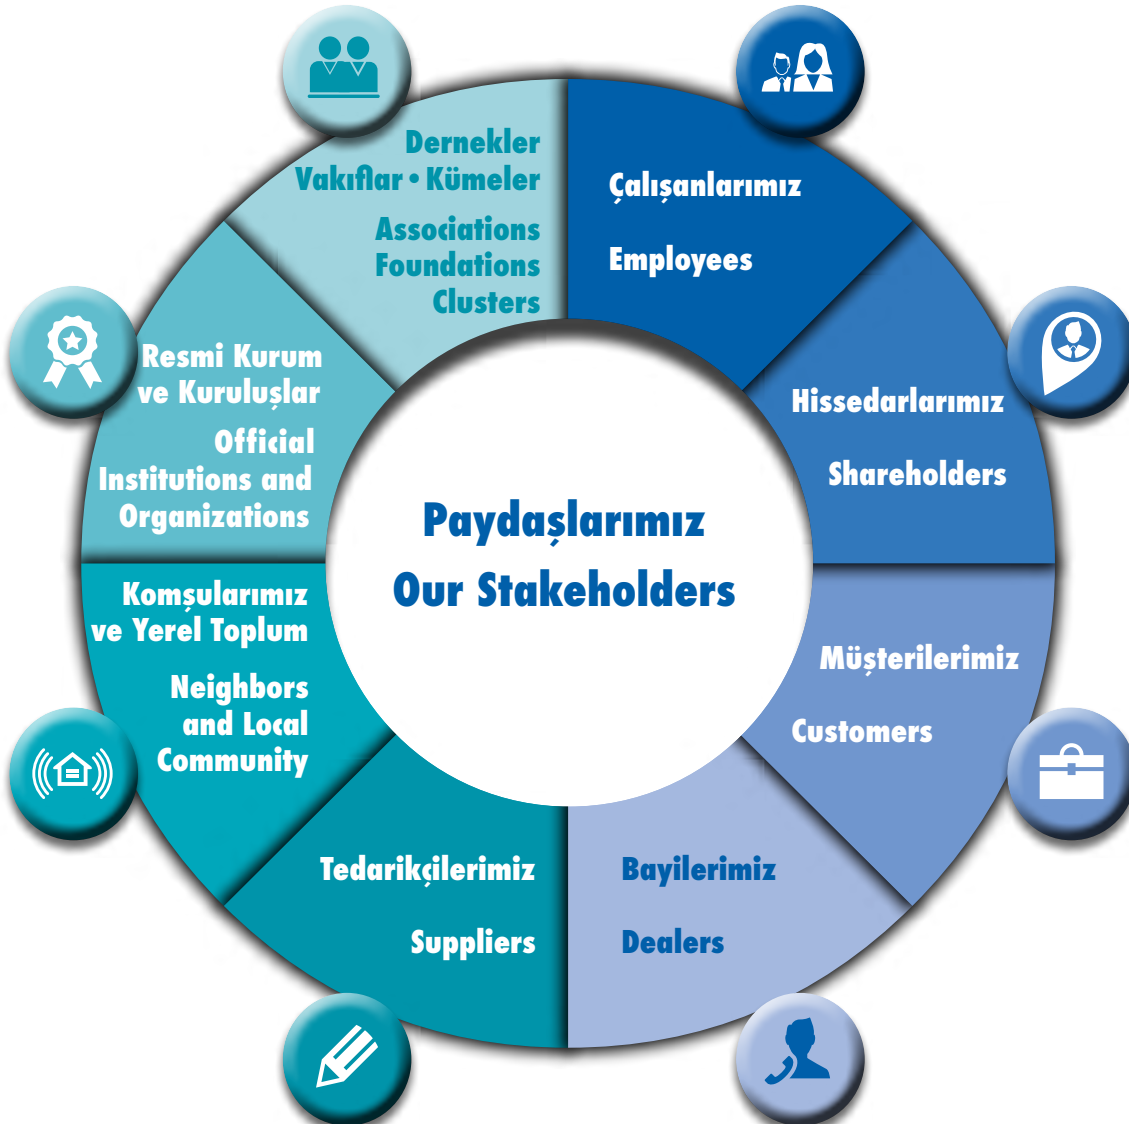 Paydaşlarımız
Our Stakeholders
Çalışanlarımız
Employees
Hissedarlarımız
Shareholders
Müşterilerimiz
Customers
Bayilerimiz
Dealers
Tedarikçilerimiz
Suppliers
Komşularımız
ve Yerel Toplum
Neighbors
and Local
Community
Resmi Kurum
ve Kuruluşlar
Official
Institutions and
Organizations
Dernekler
Vakıflar • Kümeler
Associations
Foundations
Clusters